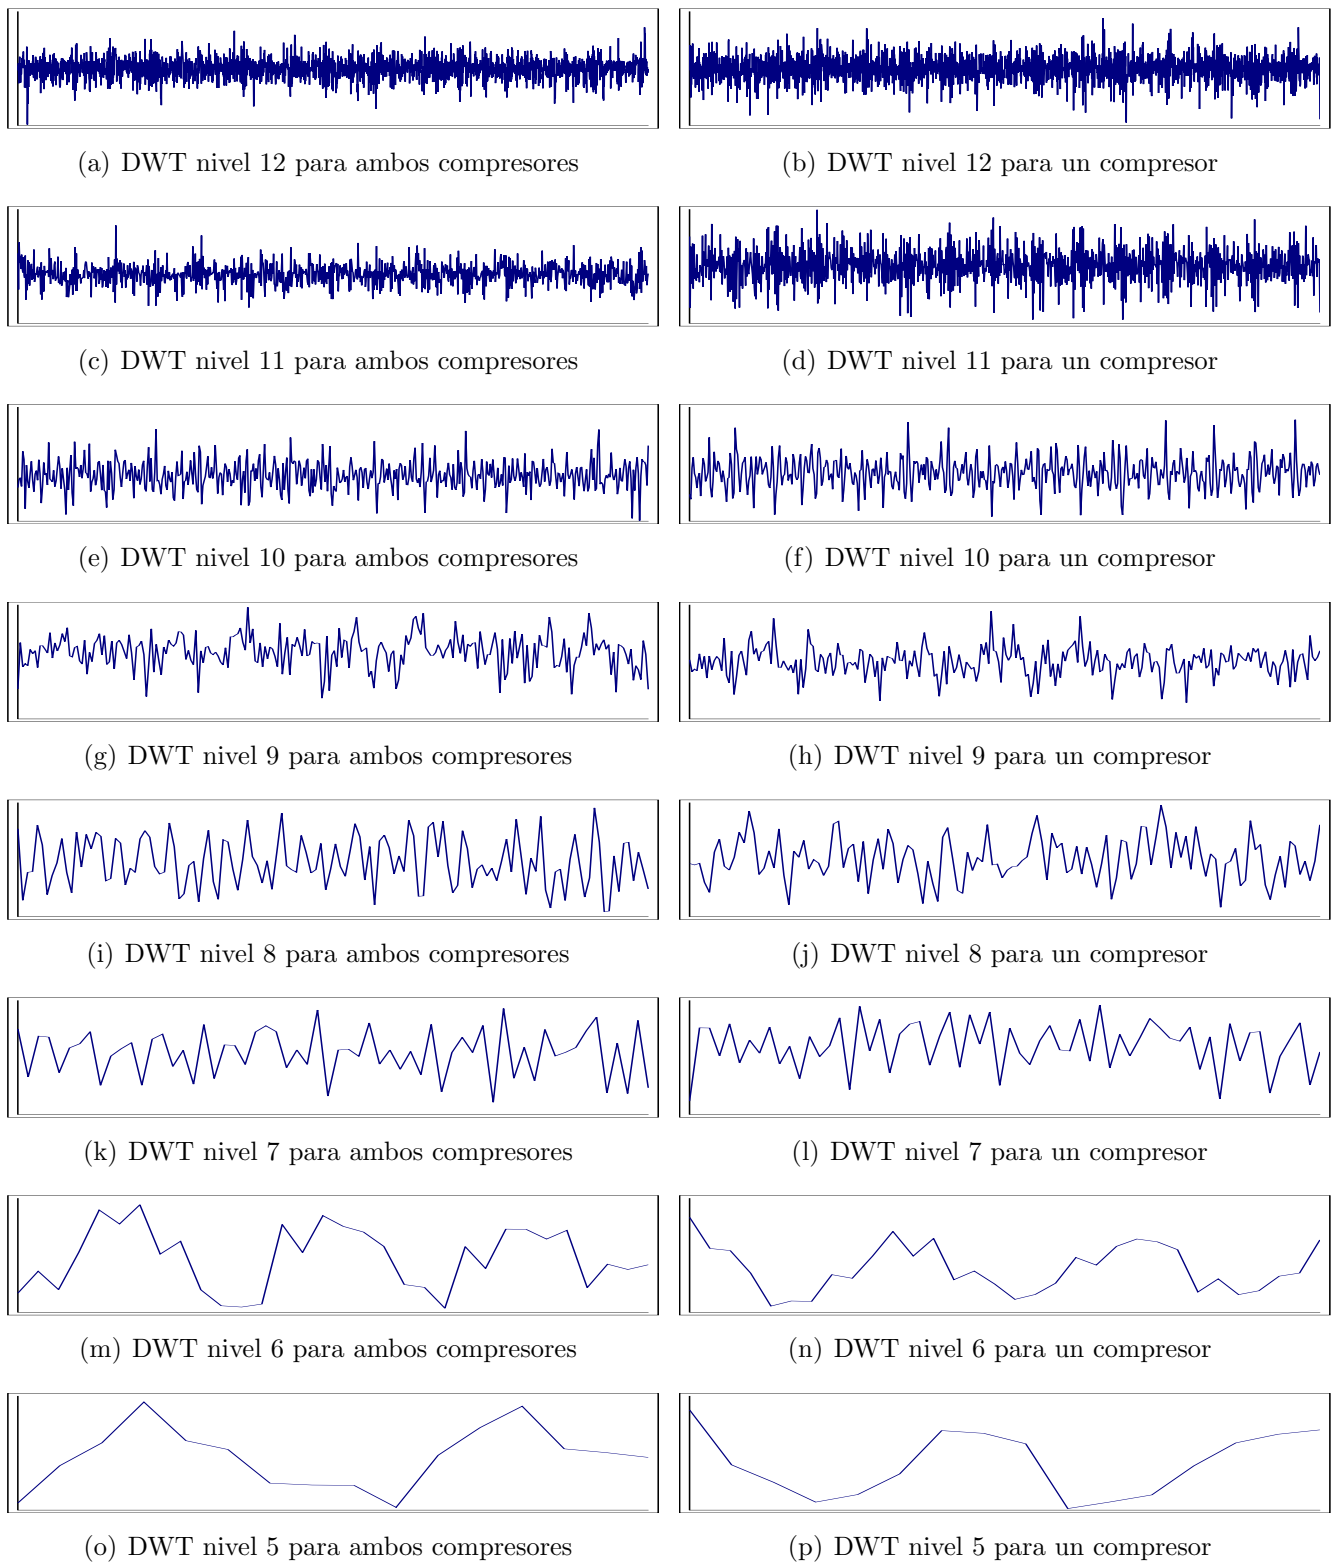 (a) DWT nivel 12 para ambos compresores
(b) DWT nivel 12 para un compresor
(c) DWT nivel 11 para ambos compresores
(d) DWT nivel 11 para un compresor
(e) DWT nivel 10 para ambos compresores
(f) DWT nivel 10 para un compresor
(g) DWT nivel 9 para ambos compresores
(h) DWT nivel 9 para un compresor
(i) DWT nivel 8 para ambos compresores
(j) DWT nivel 8 para un compresor
(k) DWT nivel 7 para ambos compresores
(l) DWT nivel 7 para un compresor
(m) DWT nivel 6 para ambos compresores
(n) DWT nivel 6 para un compresor
(o) DWT nivel 5 para ambos compresores
(p) DWT nivel 5 para un compresor